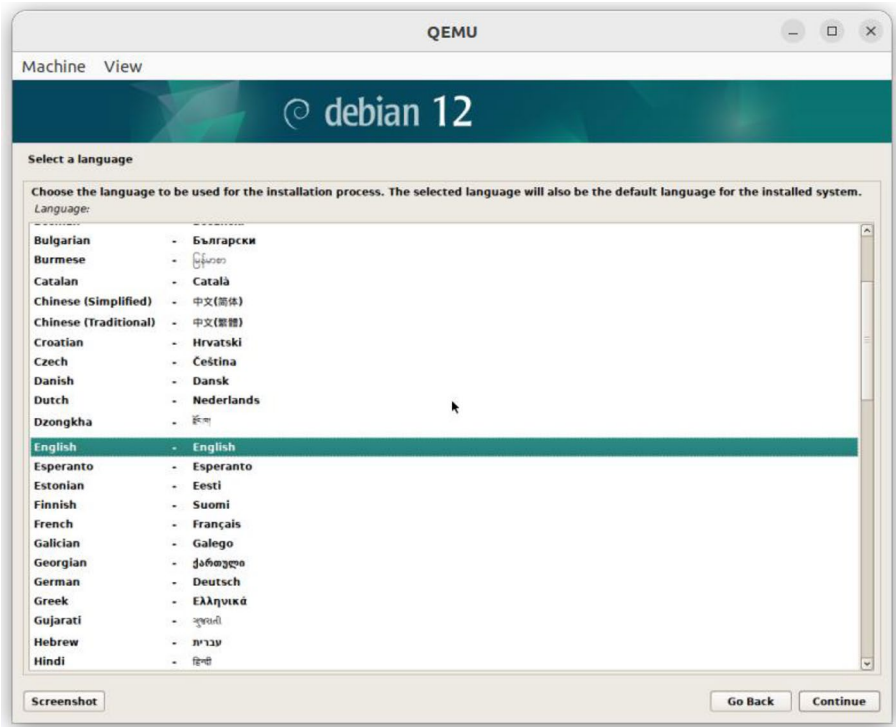 QEMU
Machine View
debian 12
Select a language
Choose the language to be used for the installation process. The selected language will also be the default language for the installed system.
Language:
Bulgarian - Български
Burmese - မြန်မာစာ
Catalan - Català
Chinese (Simplified) - 中文(简体)
Chinese (Traditional) - 中文(繁體)
Croatian - Hrvatski
Czech - Čeština
Danish - Dansk
Dutch - Nederlands
Dzongkha - རྫོང་ཁ།
English - English
Esperanto - Esperanto
Estonian - Eesti
Finnish - Suomi
French - Français
Galician - Galego
Georgian - ქართული
German - Deutsch
Greek - Ελληνικά
Gujarati - ગુજરાતી
Hebrew - עברית
Hindi - हिन्दी
Screenshot Go Back Continue